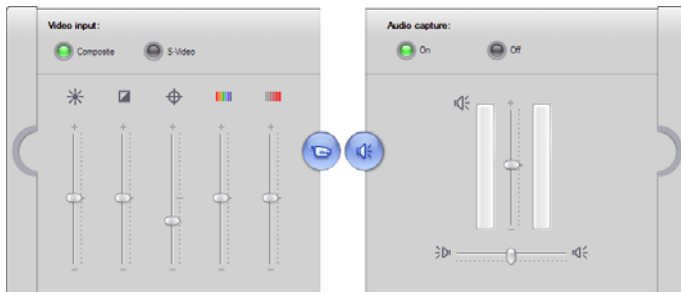 Video input:
Composite
S-Video
Audio capture:
On
Off